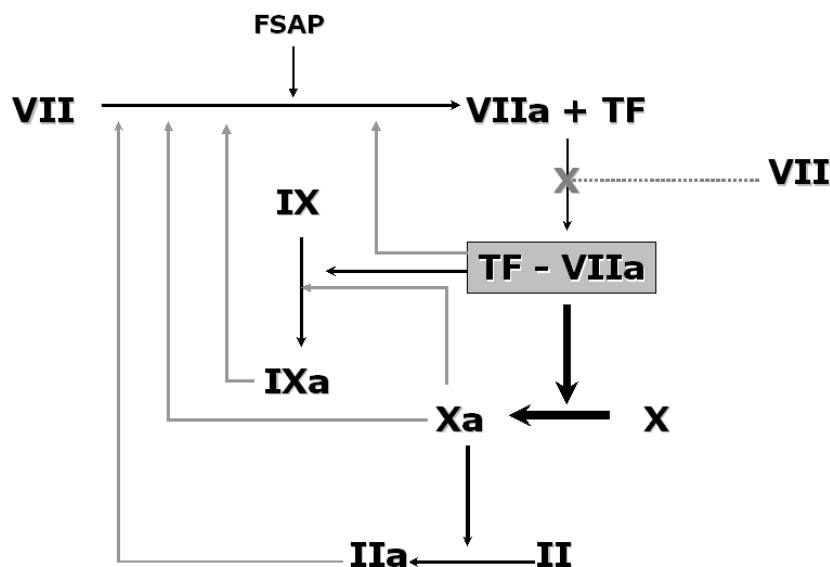 FSAP
VII
VIIa + TF
X
VII
IX
TF - VIIa
IXa
Xa
X
IIa
II